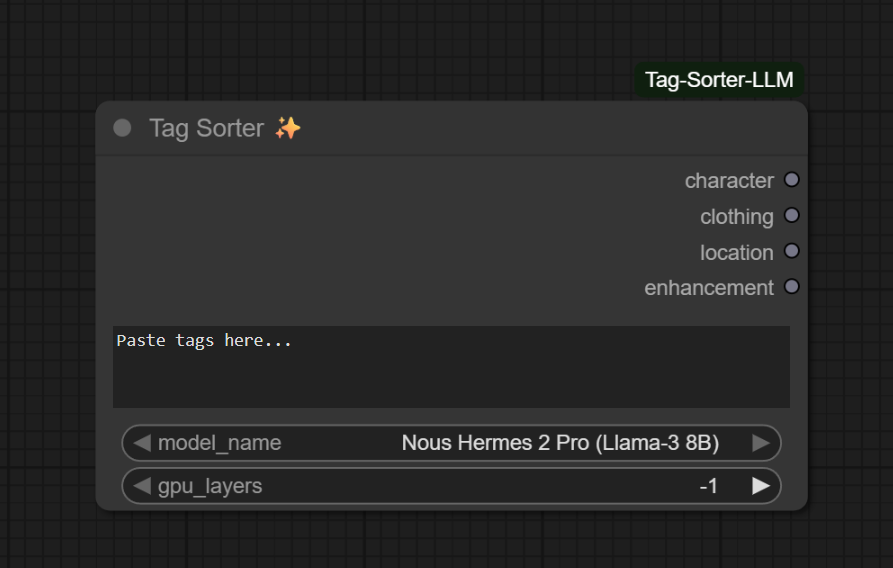 Tag-Sorter-LLM
Tag Sorter ✨
character
clothing
location
enhancement
Paste tags here...
model_name Nous Hermes 2 Pro (Llama-3 8B)
gpu_layers -1